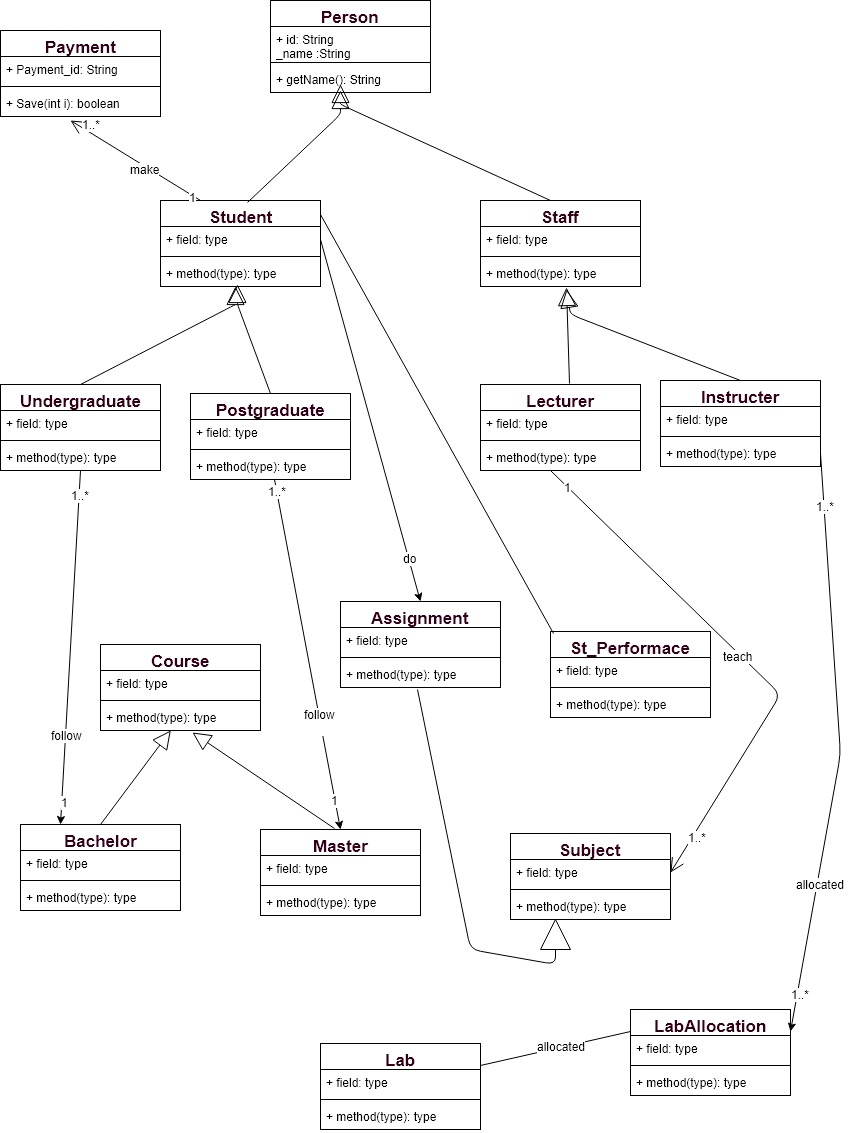 Person
+ id: String
_name :String
+ getName(): String
Payment
+ Payment_id: String
+ Save(int i): boolean
1..*
make
1
Student
+ field: type
+ method(type): type
Staff
+ field: type
+ method(type): type
Undergraduate
+ field: type
+ method(type): type
Postgraduate
+ field: type
+ method(type): type
Lecturer
+ field: type
+ method(type): type
Instructer
+ field: type
+ method(type): type
1..*
1..*
1
1..*
do
Assignment
+ field: type
+ method(type): type
St_Performace
+ field: type
+ method(type): type
teach
Course
+ field: type
+ method(type): type
follow
follow
1
1
Bachelor
+ field: type
+ method(type): type
Master
+ field: type
+ method(type): type
1..*
Subject
+ field: type
+ method(type): type
allocated
1..*
LabAllocation
+ field: type
+ method(type): type
allocated
Lab
+ field: type
+ method(type): type